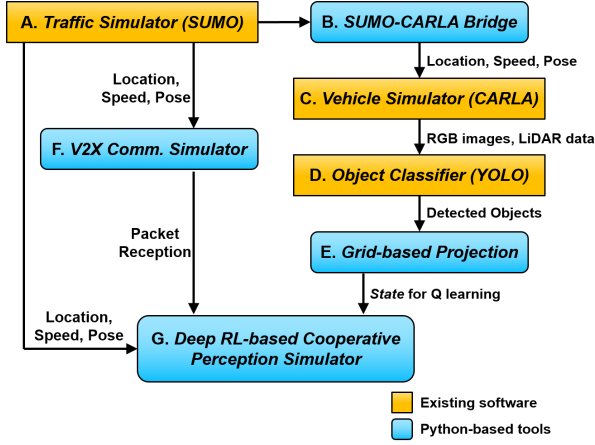 A. Traffic Simulator (SUMO)
B. SUMO-CARLA Bridge
Location,
Speed, Pose
Location, Speed, Pose
C. Vehicle Simulator (CARLA)
RGB images, LiDAR data
F. V2X Comm. Simulator
D. Object Classifier (YOLO)
Detected Objects
Packet
Reception
E. Grid-based Projection
State for Q learning
Location,
Speed, Pose
G. Deep RL-based Cooperative
Perception Simulator
Existing software
Python-based tools